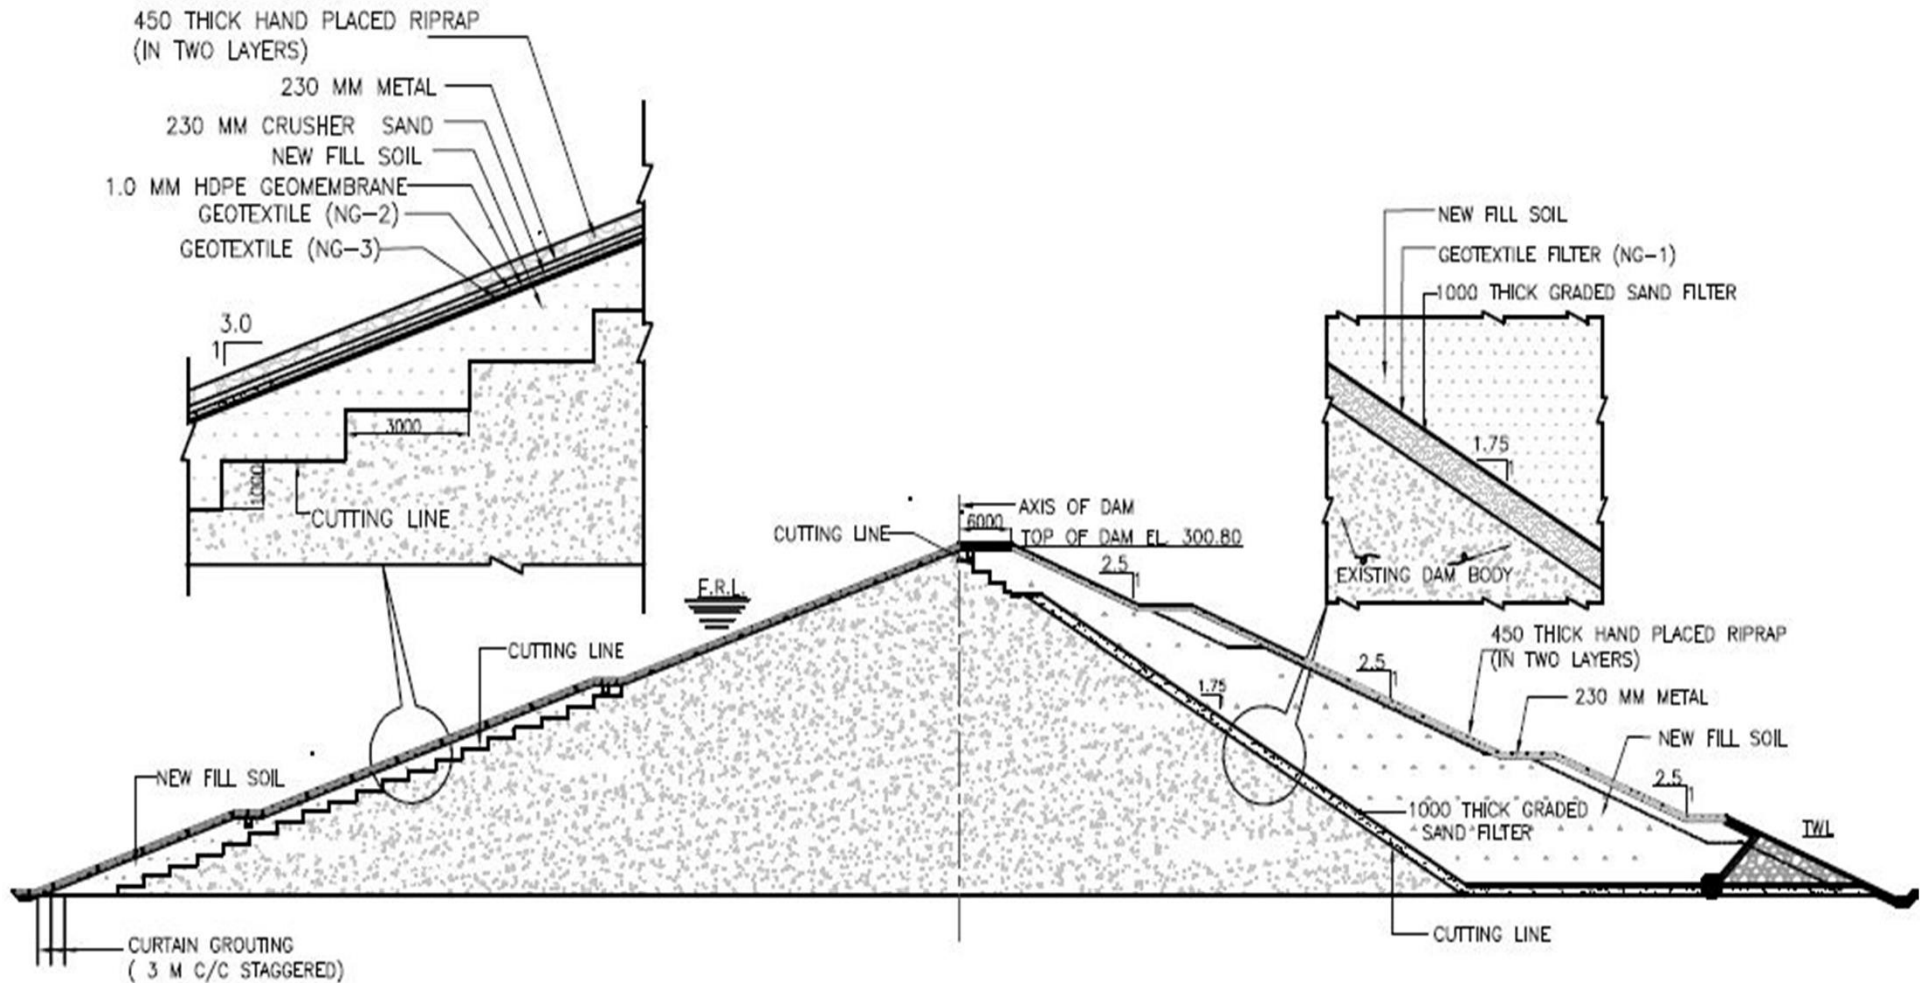 450 THICK HAND PLACED RIPRAP
(IN TWO LAYERS)
230 MM METAL
230 MM CRUSHER SAND
NEW FILL SOIL
1.0 MM HDPE GEOMEMBRANE
GEOTEXTILE (NG-2)
GEOTEXTILE (NG-3)
3.0
1
3000
1000
CUTTING LINE
NEW FILL SOIL
GEOTEXTILE FILTER (NG-1)
1000 THICK GRADED SAND FILTER
1.75
1
EXISTING DAM BODY
AXIS OF DAM
6000
CUTTING LINE
TOP OF DAM EL. 300.80
2.5
1
F.R.L.
CUTTING LINE
450 THICK HAND PLACED RIPRAP
(IN TWO LAYERS)
2.5
1
1.75
1
230 MM METAL
NEW FILL SOIL
NEW FILL SOIL
2.5
1
1000 THICK GRADED
SAND FILTER
TWL
CUTTING LINE
CURTAIN GROUTING
( 3 M C/C STAGGERED)